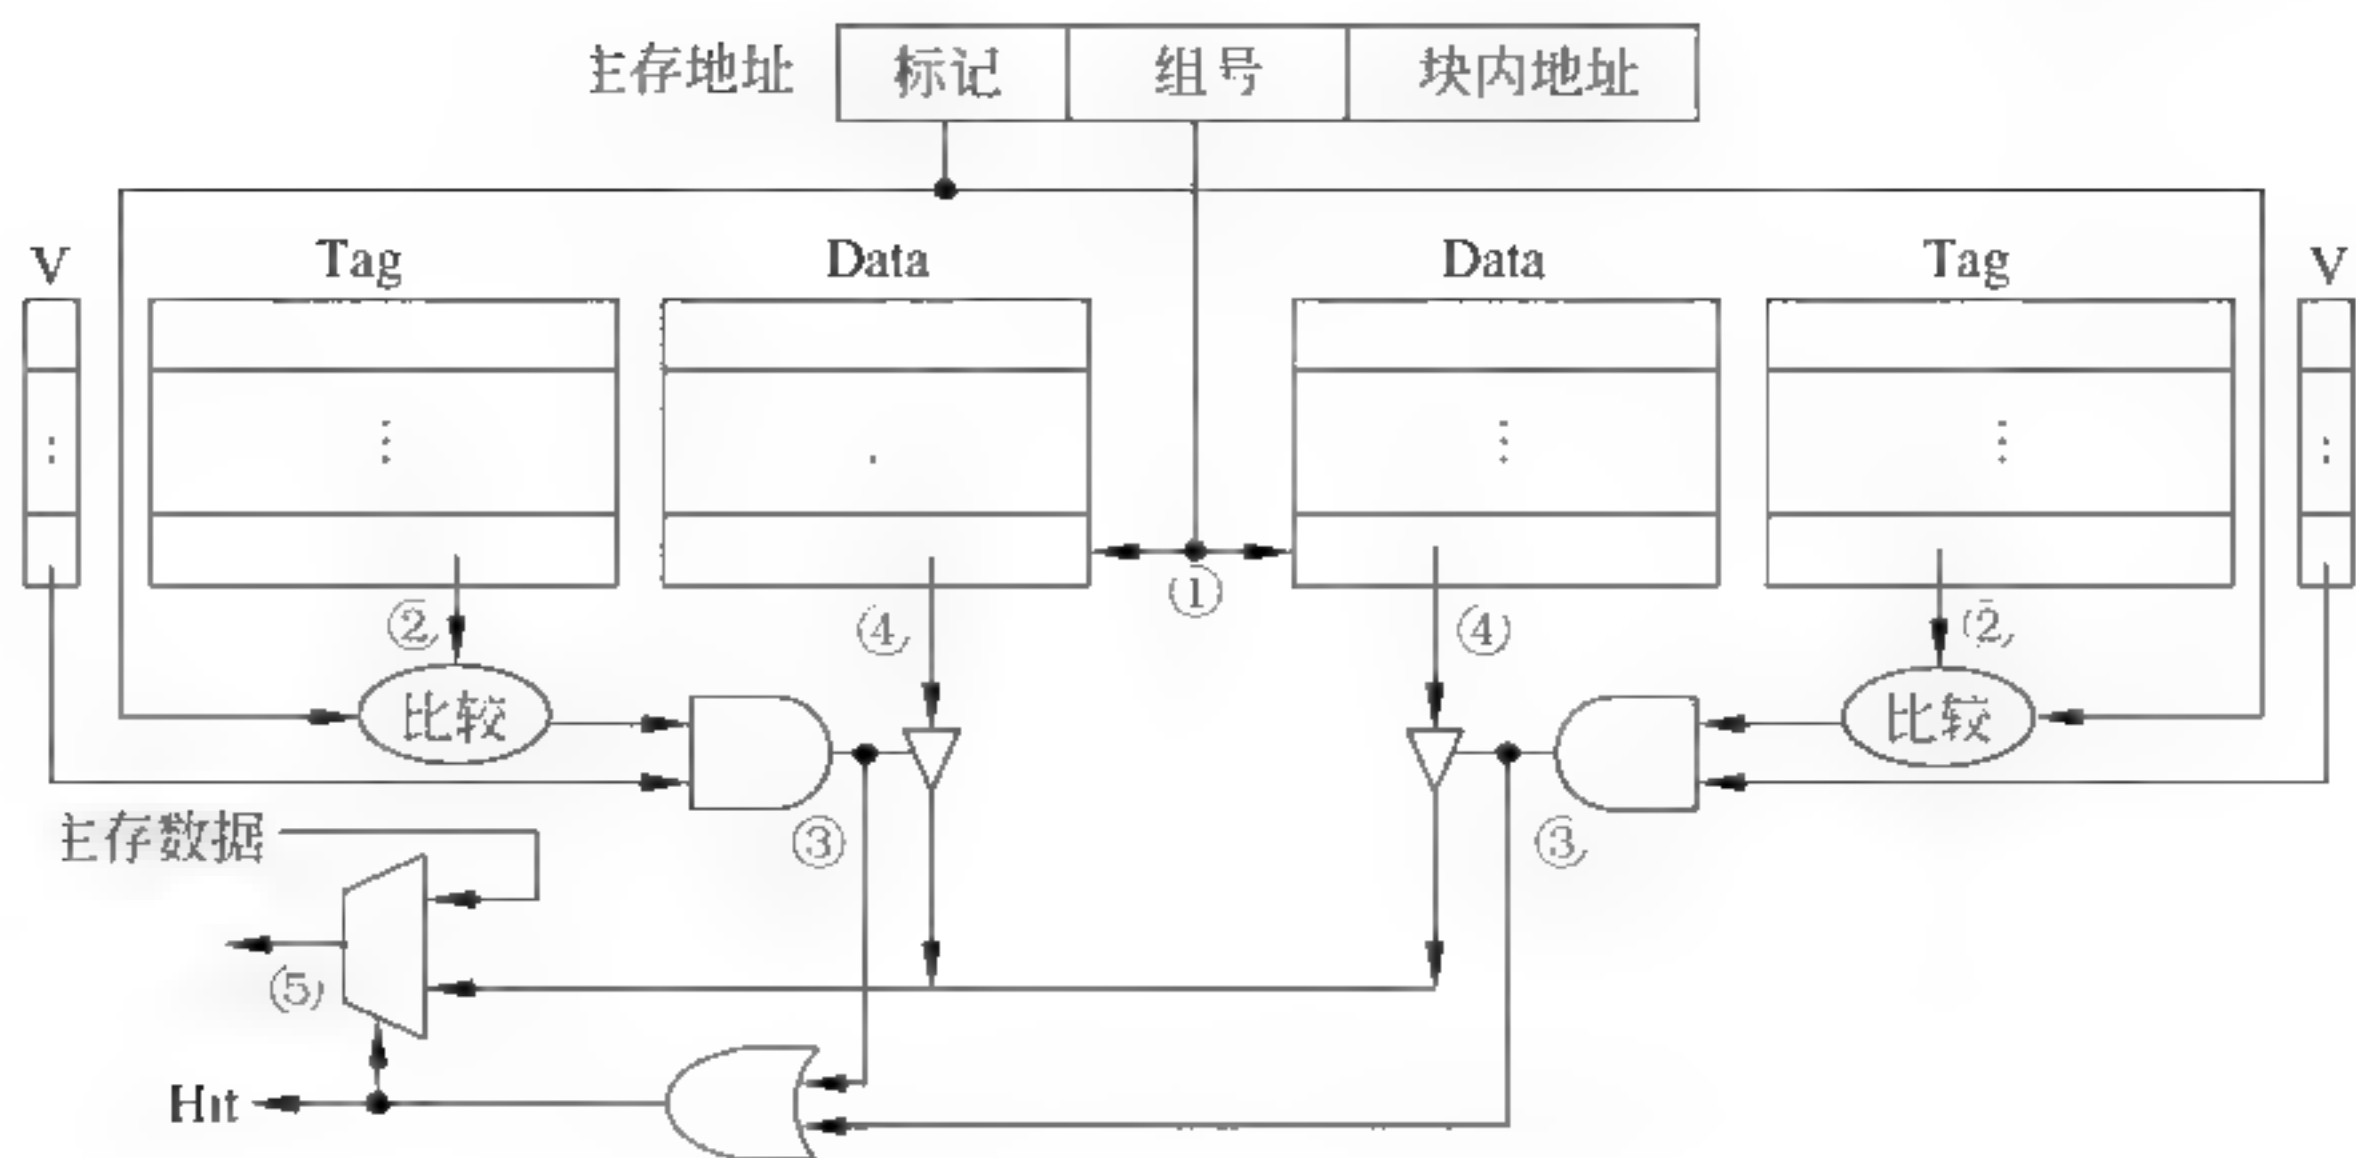 主存地址 标记 组号 块内地址
V Tag Data Data Tag V
② ④ ① ④ ②
比较 比较
主存数据 ③ ③
⑤
Hit